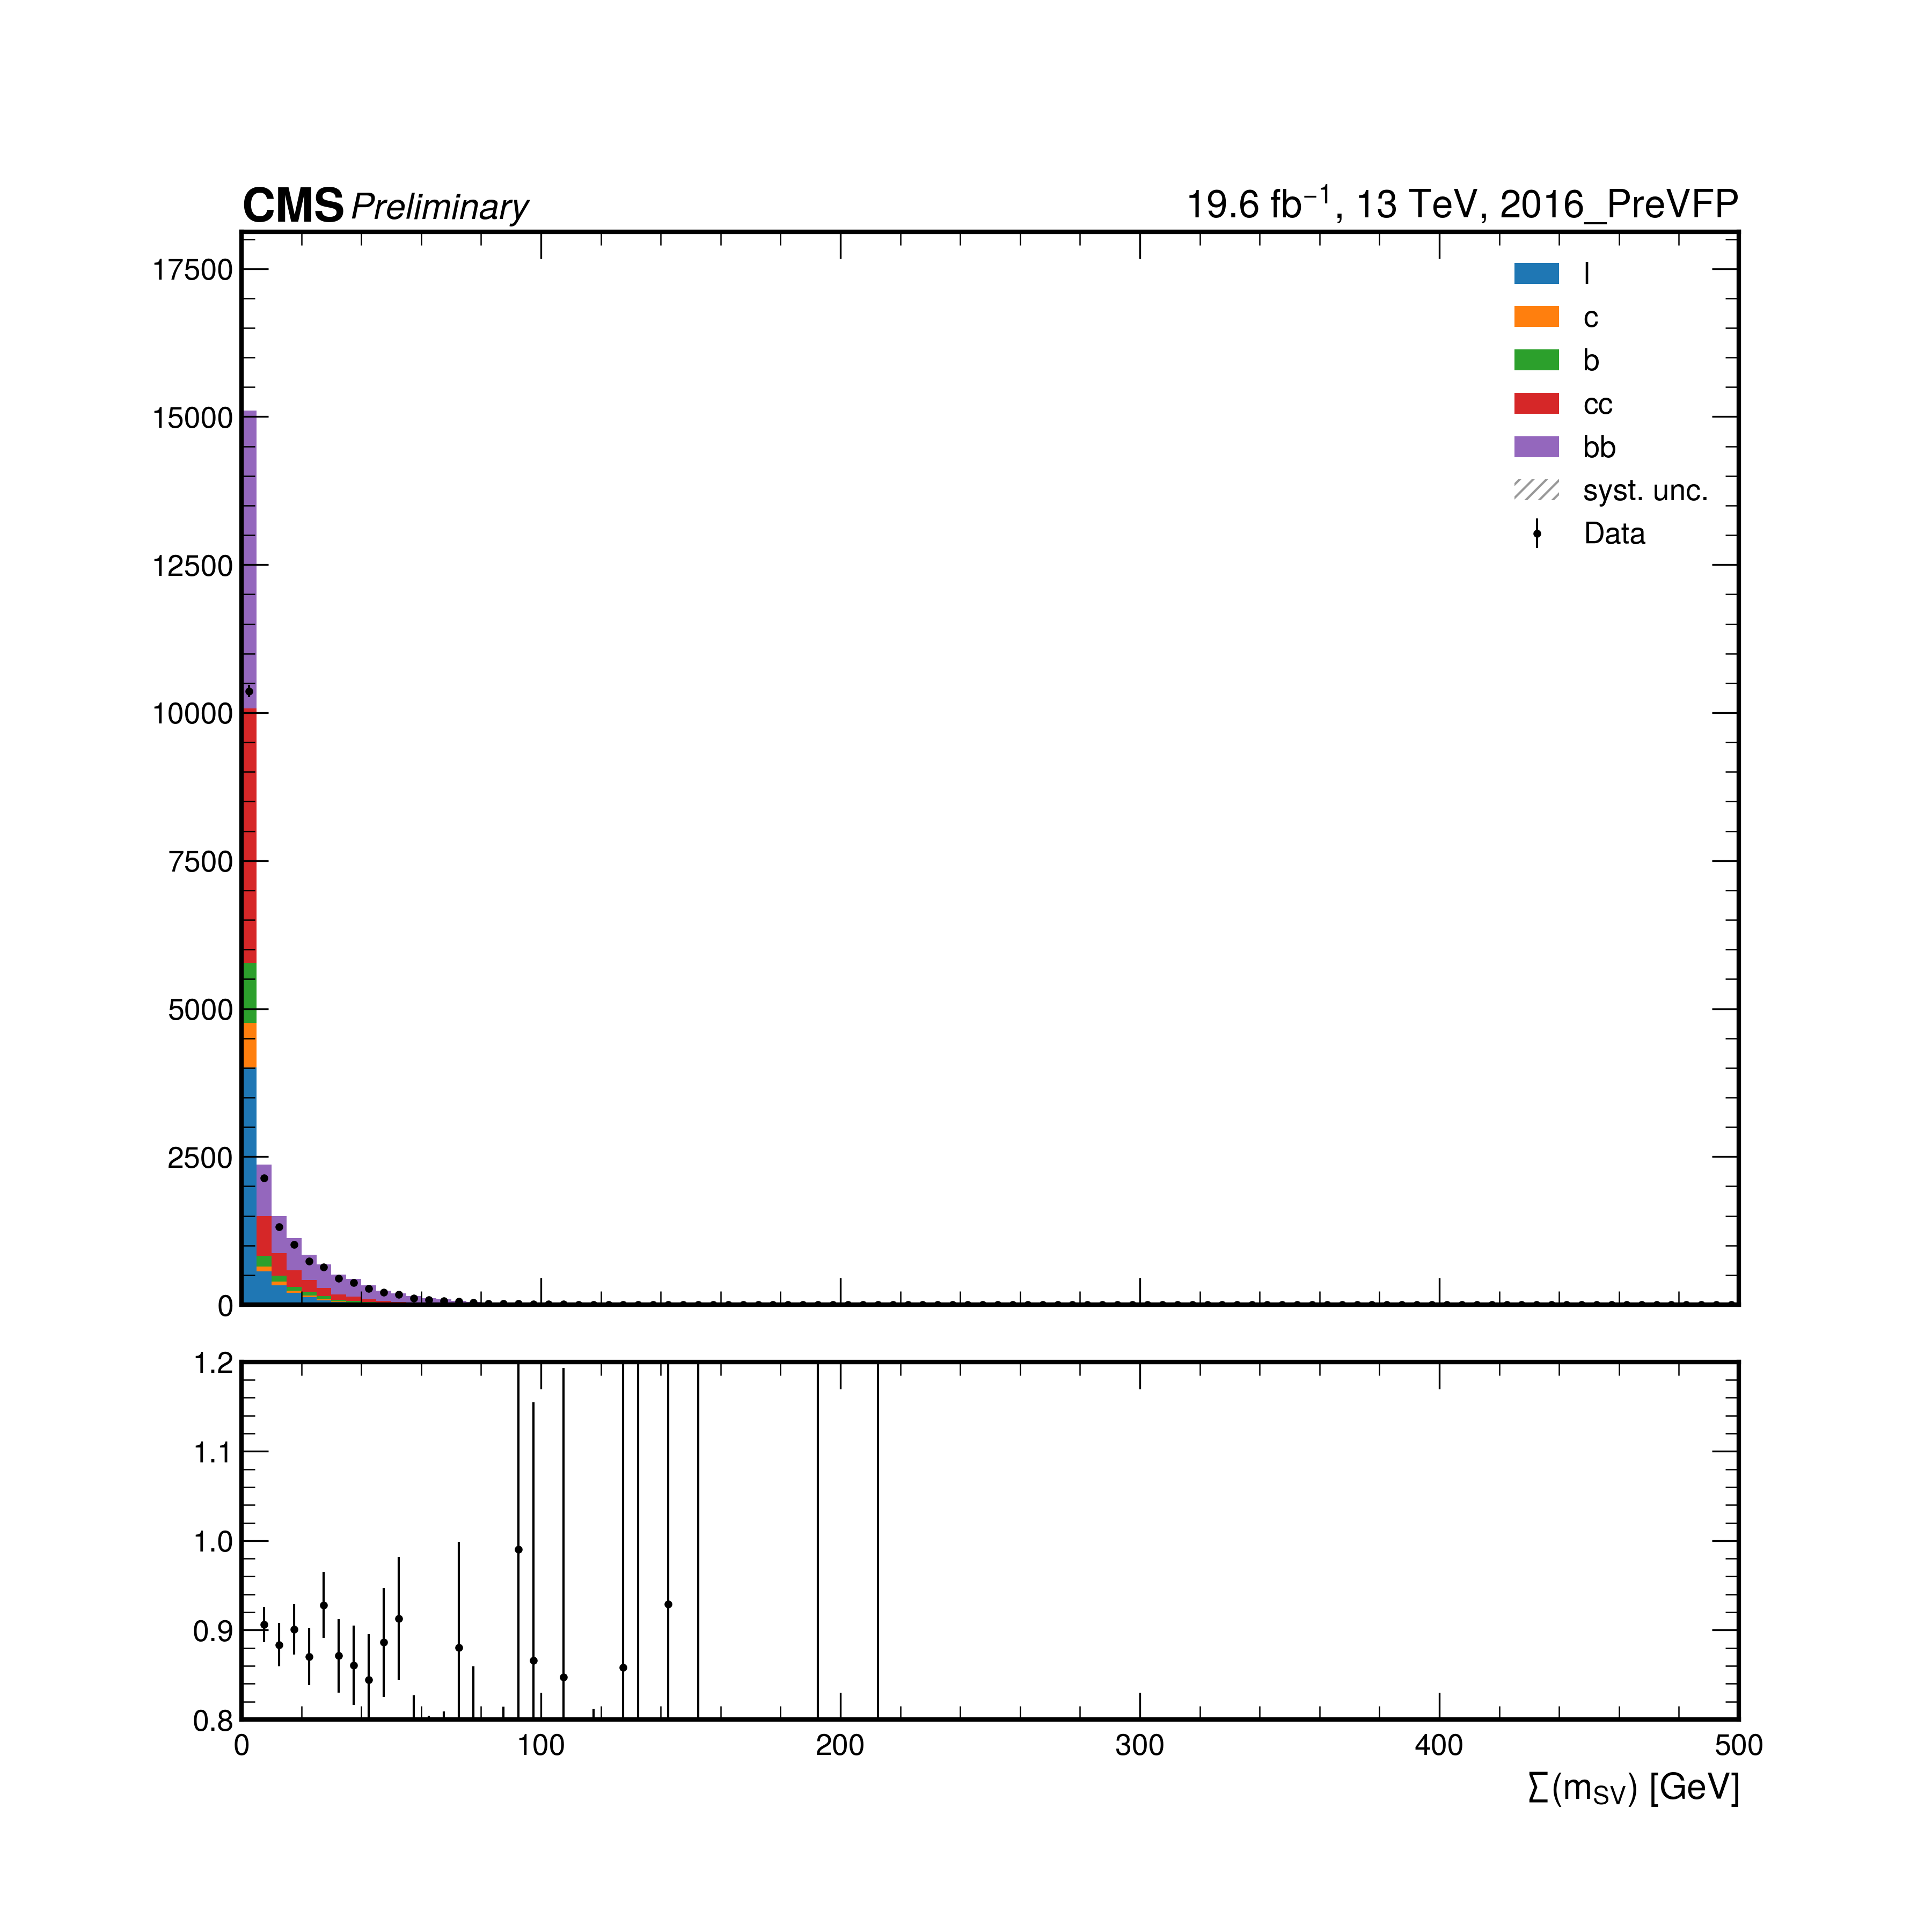 CMS Preliminary
19.6 fb⁻¹, 13 TeV, 2016_PreVFP
17500
15000
12500
10000
7500
5000
2500
0
l
c
b
cc
bb
syst. unc.
Data
1.2
1.1
1.0
0.9
0.8
0 100 200 300 400 500
Σ(m_SV) [GeV]